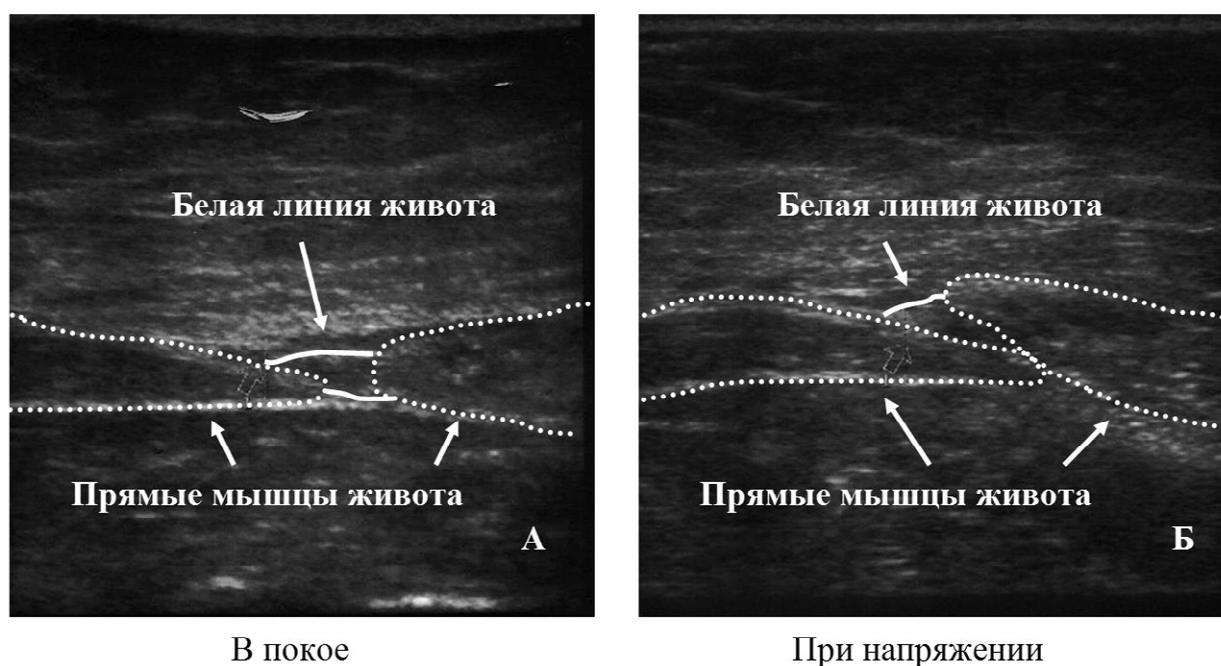 Белая линия живота
Прямые мышцы живота
А
В покое
Белая линия живота
Прямые мышцы живота
Б
При напряжении